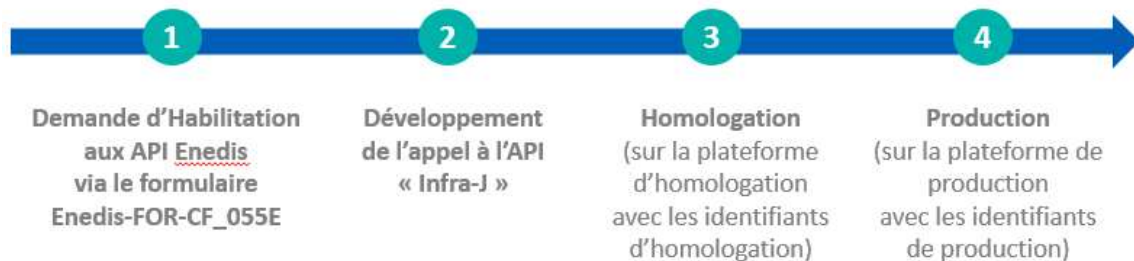 1
2
3
4
Demande d'Habilitation
aux API Enedis
via le formulaire
Enedis-FOR-CF_055E
Développement
de l'appel à l'API
« Infra-J »
Homologation
(sur la plateforme
d'homologation
avec les identifiants
d'homologation)
Production
(sur la plateforme de
production
avec les identifiants
de production)